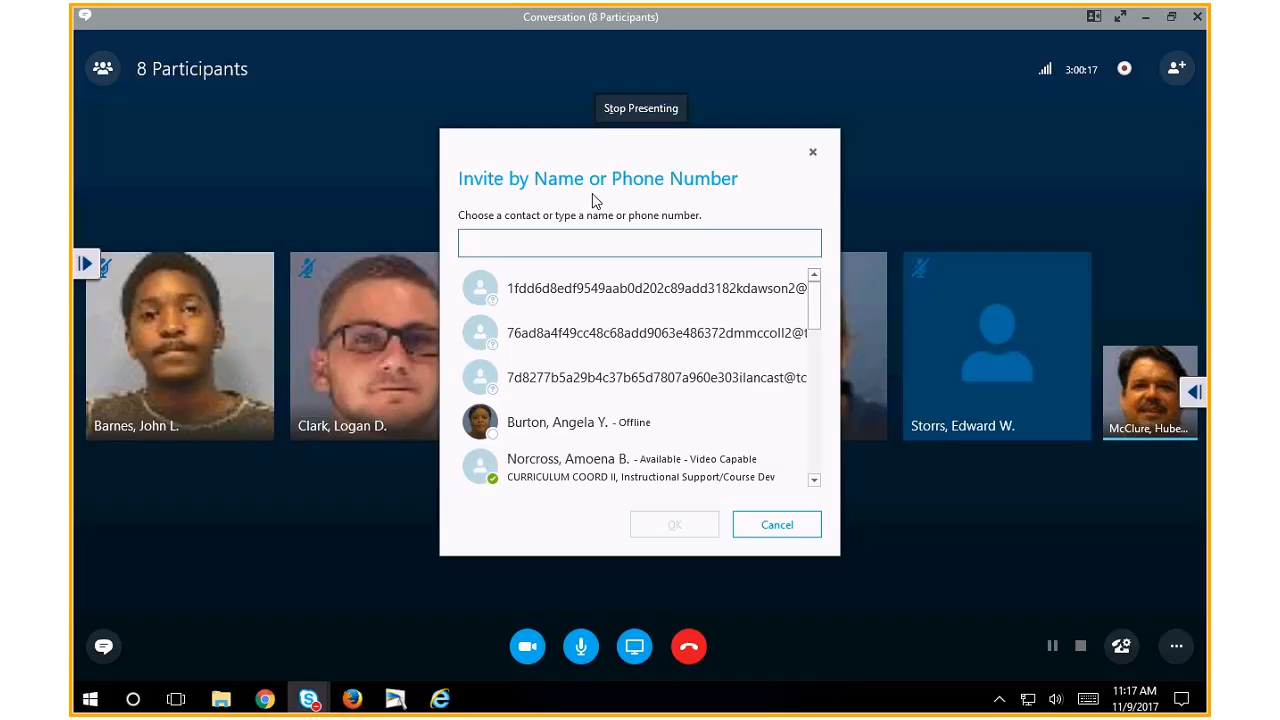 Conversation (8 Participants)
8 Participants
3:00:17
Stop Presenting
Invite by Name or Phone Number
Choose a contact or type a name or phone number.
1fdd6d8edf9549aab0d202c89add3182kdawson2@
76ad8a4f49cc48c68add9063e486372dmmccoll2@t
7d8277b5a29b4c37b65d7807a960e303ilancast@tc
Burton, Angela Y. - Offline
Norcross, Amoena B. - Available - Video Capable
CURRICULUM COORD II, Instructional Support/Course Dev
OK
Cancel
Barnes, John L.
Clark, Logan D.
Storrs, Edward W.
McClure, Hube...
11:17 AM
11/9/2017